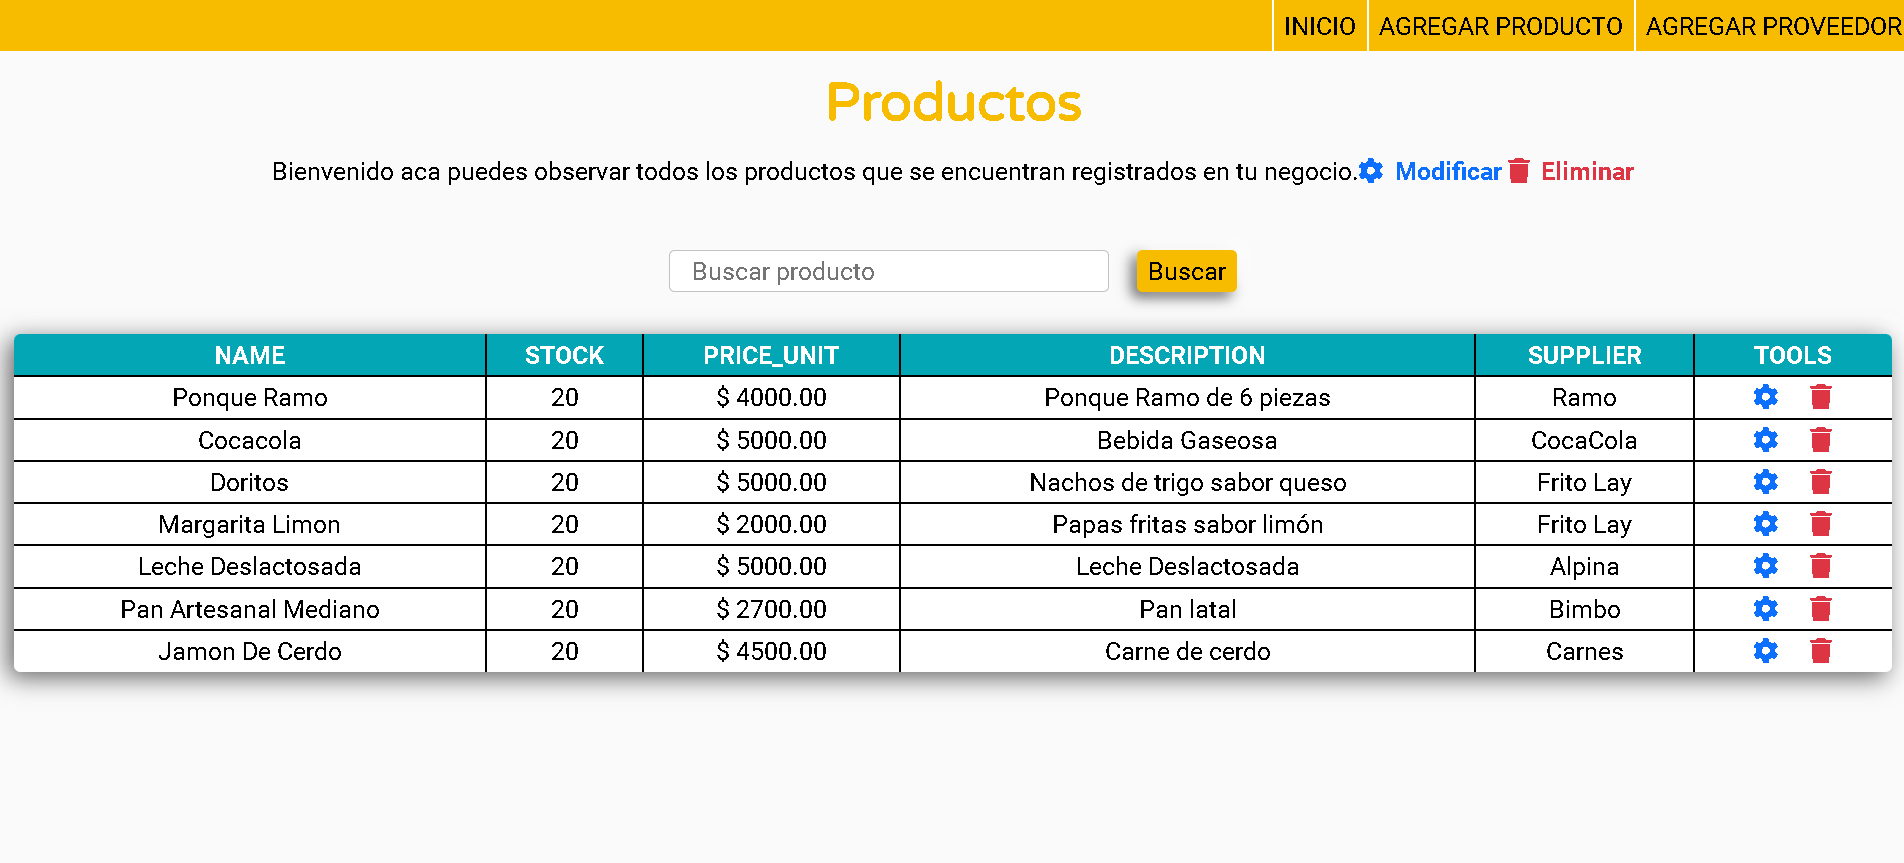 INICIO AGREGAR PRODUCTO AGREGAR PROVEEDOR
Productos
Bienvenido aca puedes observar todos los productos que se encuentran registrados en tu negocio. Modificar Eliminar
Buscar producto Buscar
NAME STOCK PRICE_UNIT DESCRIPTION SUPPLIER TOOLS
Ponque Ramo 20 $ 4000.00 Ponque Ramo de 6 piezas Ramo
Cocacola 20 $ 5000.00 Bebida Gaseosa CocaCola
Doritos 20 $ 5000.00 Nachos de trigo sabor queso Frito Lay
Margarita Limon 20 $ 2000.00 Papas fritas sabor limón Frito Lay
Leche Deslactosada 20 $ 5000.00 Leche Deslactosada Alpina
Pan Artesanal Mediano 20 $ 2700.00 Pan latal Bimbo
Jamon De Cerdo 20 $ 4500.00 Carne de cerdo Carnes